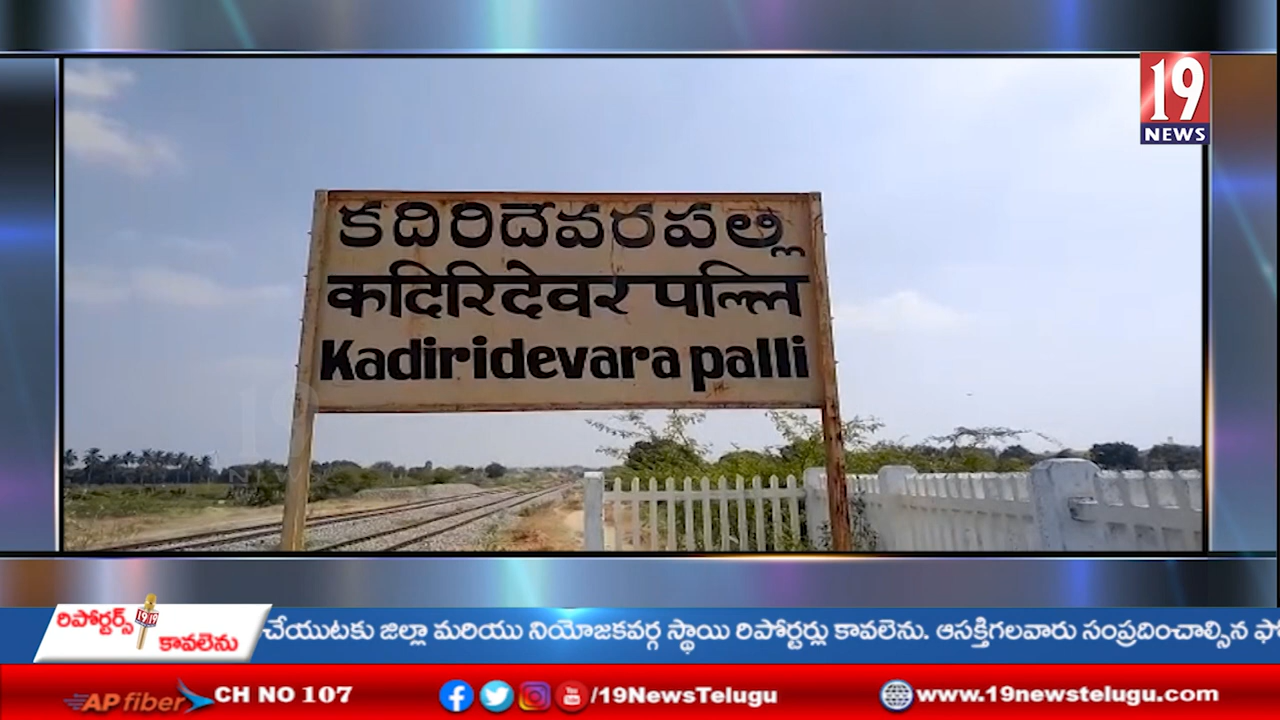 19
NEWS
కదిరిదేవరపల్లి
कदिरिदेवर पल्लि
Kadiridevara palli
రిపోర్టర్స్
కావలెను
చేయుటకు జిల్లా మరియు నియోజకవర్గ స్థాయి రిపోర్టర్లు కావలెను. ఆసక్తిగలవారు సంప్రదించాల్సిన
AP fiber CH NO 107 /19NewsTelugu www.19newstelugu.com